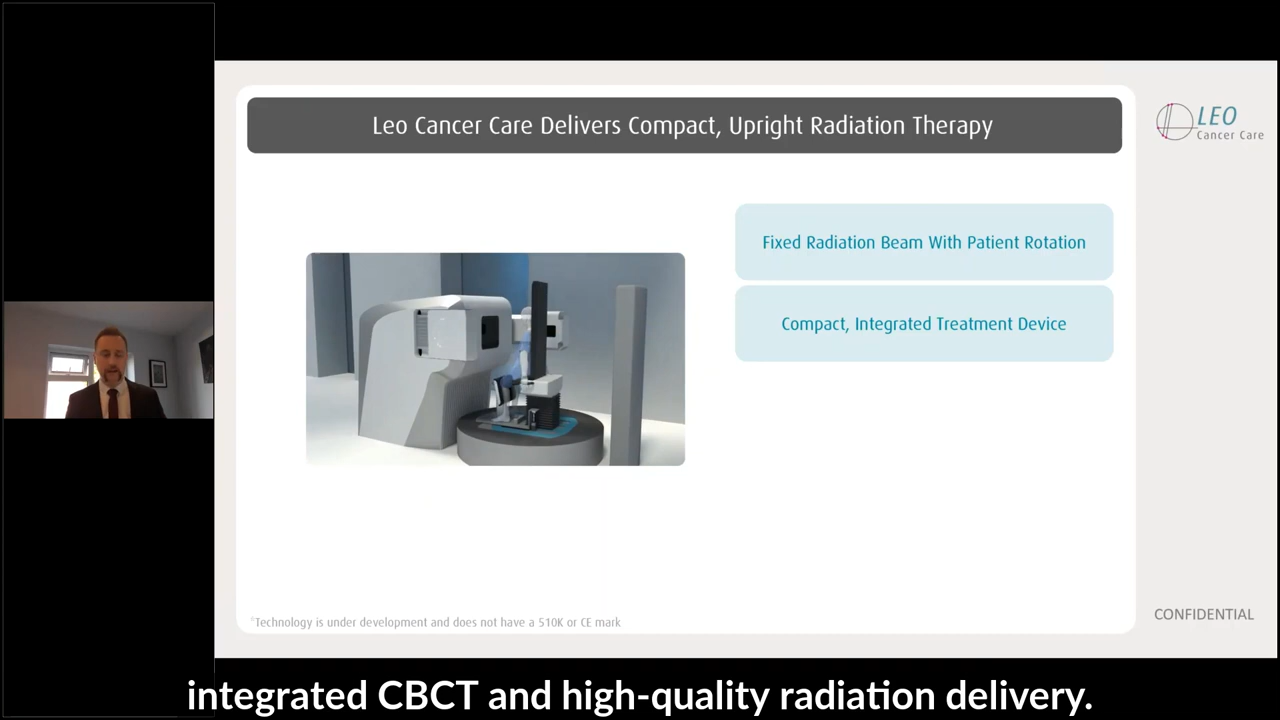 Leo Cancer Care Delivers Compact, Upright Radiation Therapy
LEO
Cancer Care
Fixed Radiation Beam With Patient Rotation
Compact, Integrated Treatment Device
*Technology is under development and does not have a 510K or CE mark
CONFIDENTIAL
integrated CBCT and high-quality radiation delivery.